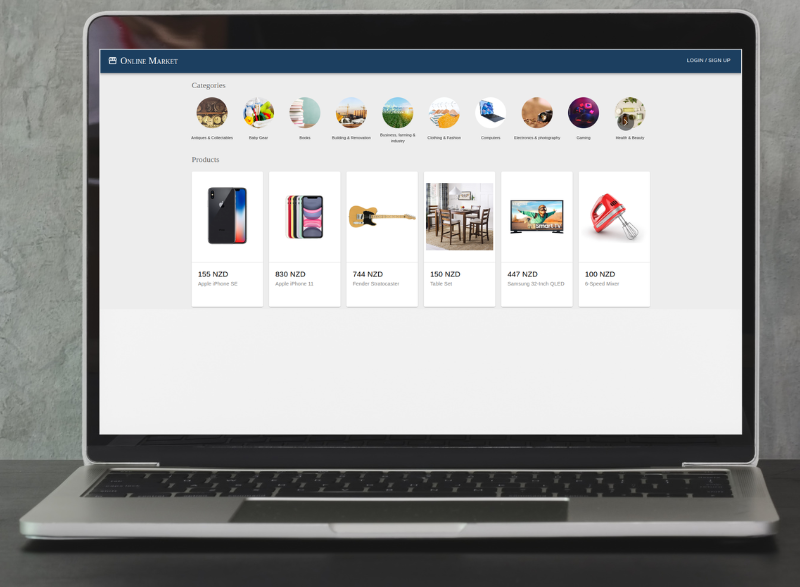 Online Market
LOGIN / SIGN UP
Categories
Antiques & Collectables
Baby Gear
Books
Building & Renovation
Business, farming &
industry
Clothing & Fashion
Computers
Electronics & photography
Gaming
Health & Beauty
Products
155 NZD
Apple iPhone SE
830 NZD
Apple iPhone 11
744 NZD
Fender Stratocaster
150 NZD
Table Set
447 NZD
Samsung 32-inch QLED
100 NZD
6-Speed Mixer